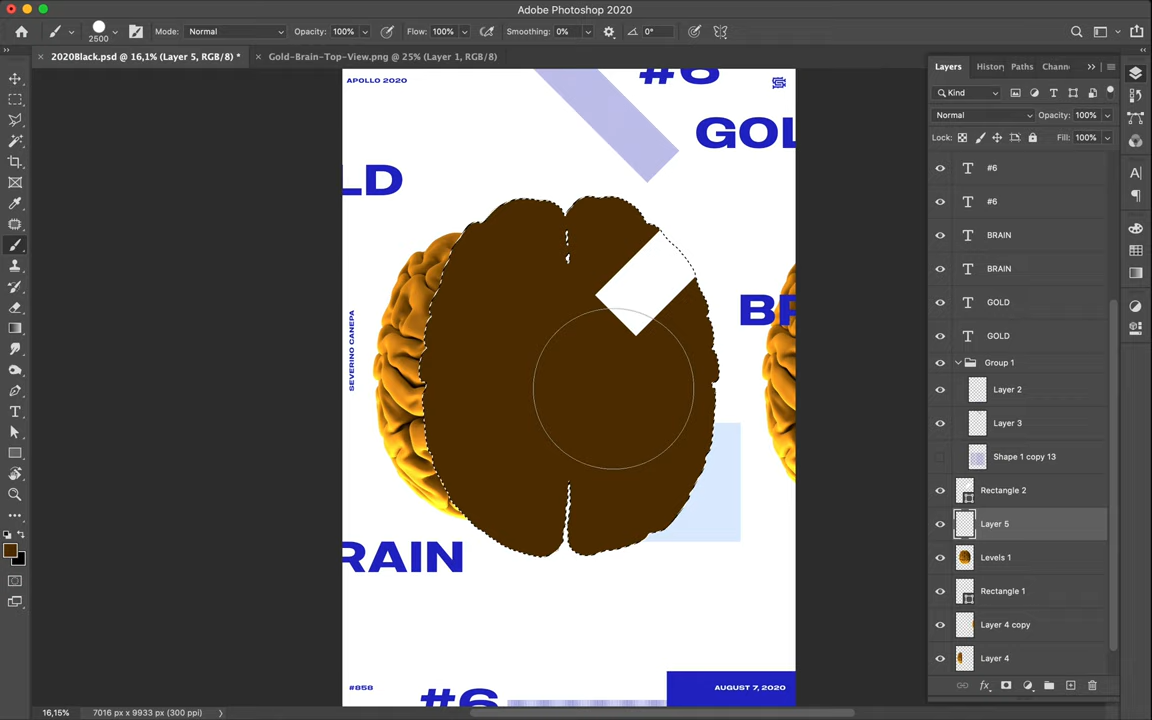 Adobe Photoshop 2020
2500
Mode: Normal
Opacity: 100%
Flow: 100%
Smoothing: 0%
0°
2020Black.psd @ 16,1% (Layer 5, RGB/8) *
Gold-Brain-Top-View.png @ 25% (Layer 1, RGB/8)
APOLLO 2020
#6
GOL
LD
SEVERINO CANEPA
BR
RAIN
#858
#6
AUGUST 7, 2020
Layers
Histor
Paths
Chann
Kind
Normal
Opacity: 100%
Lock:
Fill: 100%
#6
#6
BRAIN
BRAIN
GOLD
GOLD
Group 1
Layer 2
Layer 3
Shape 1 copy 13
Rectangle 2
Layer 5
Levels 1
Rectangle 1
Layer 4 copy
Layer 4
16,15%
7016 px x 9933 px (300 ppi)